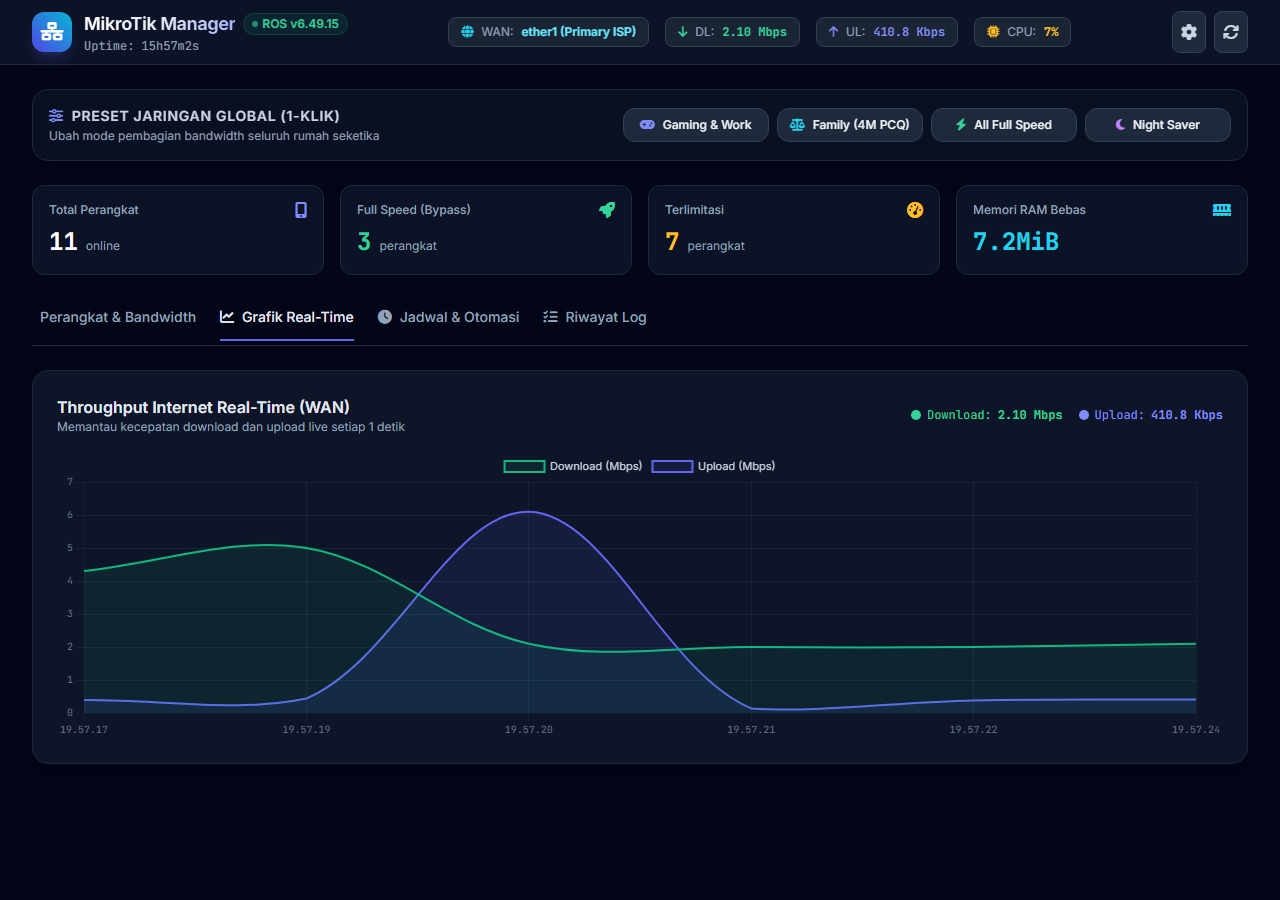 MikroTik Manager ROS v6.49.15
Uptime: 15h57m2s
WAN: ether1 (Primary ISP)
DL: 2.10 Mbps
UL: 410.8 Kbps
CPU: 7%
PRESET JARINGAN GLOBAL (1-KLIK)
Ubah mode pembagian bandwidth seluruh rumah seketika
Gaming & Work
Family (4M PCQ)
All Full Speed
Night Saver
Total Perangkat
11 online
Full Speed (Bypass)
3 perangkat
Terlimitasi
7 perangkat
Memori RAM Bebas
7.2MiB
Perangkat & Bandwidth
Grafik Real-Time
Jadwal & Otomasi
Riwayat Log
Throughput Internet Real-Time (WAN)
Memantau kecepatan download dan upload live setiap 1 detik
Download: 2.10 Mbps
Upload: 410.8 Kbps
Download (Mbps)
Upload (Mbps)
7
6
5
4
3
2
1
0
19.57.17
19.57.19
19.57.20
19.57.21
19.57.22
19.57.24